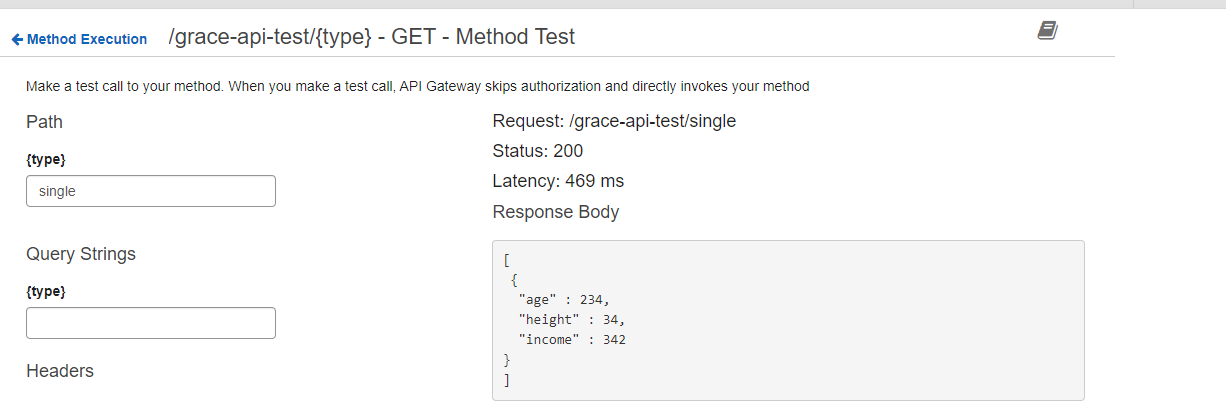 Method Execution /grace-api-test/{type} - GET - Method Test
Make a test call to your method. When you make a test call, API Gateway skips authorization and directly invokes your method
Path
{type}
single
Query Strings
{type}
Headers
Request: /grace-api-test/single
Status: 200
Latency: 469 ms
Response Body
[
{
"age" : 234,
"height" : 34,
"income" : 342
}
]